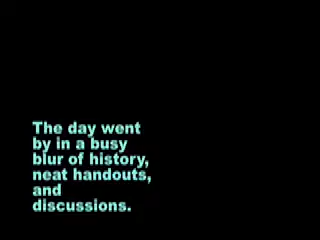 The day went
by in a busy
blur of history,
neat handouts,
and
discussions.